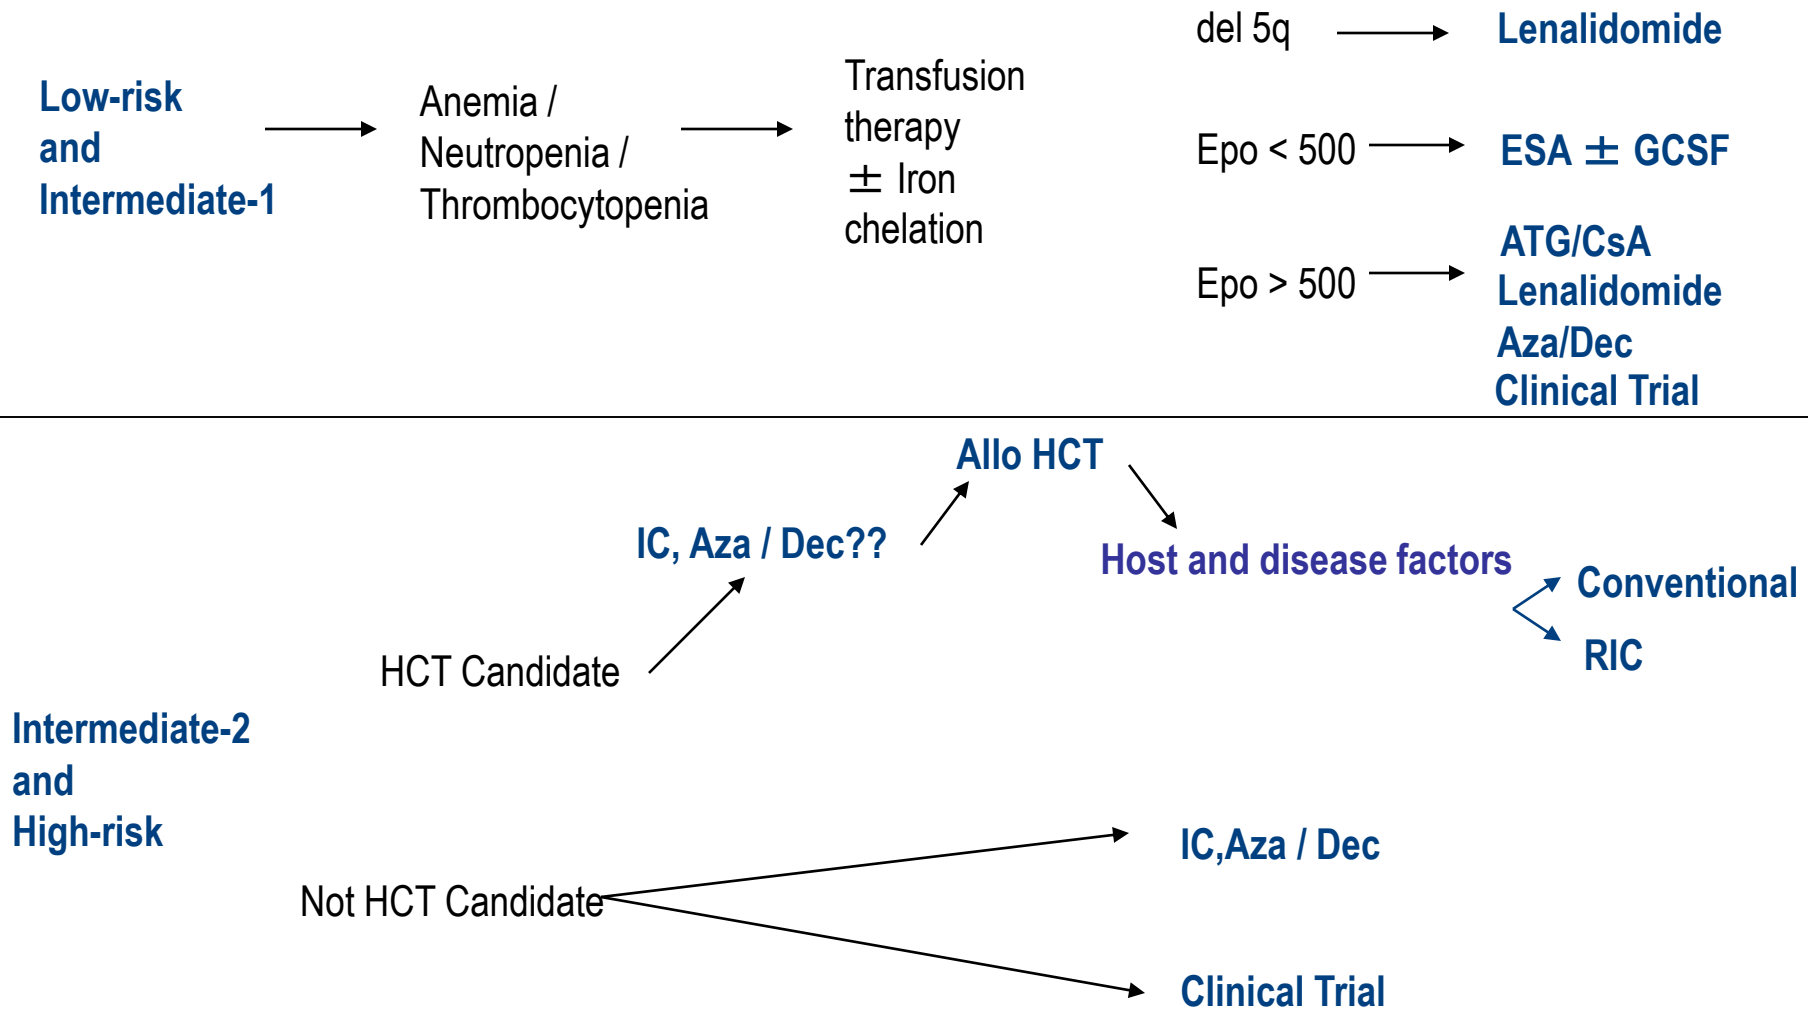 Low-risk
and
Intermediate-1
Anemia /
Neutropenia /
Thrombocytopenia
Transfusion
therapy
± Iron
chelation
del 5q
Lenalidomide
Epo < 500
ESA ± GCSF
Epo > 500
ATG/CsA
Lenalidomide
Aza/Dec
Clinical Trial
Intermediate-2
and
High-risk
HCT Candidate
IC, Aza / Dec??
Allo HCT
Host and disease factors
Conventional
RIC
Not HCT Candidate
IC,Aza / Dec
Clinical Trial